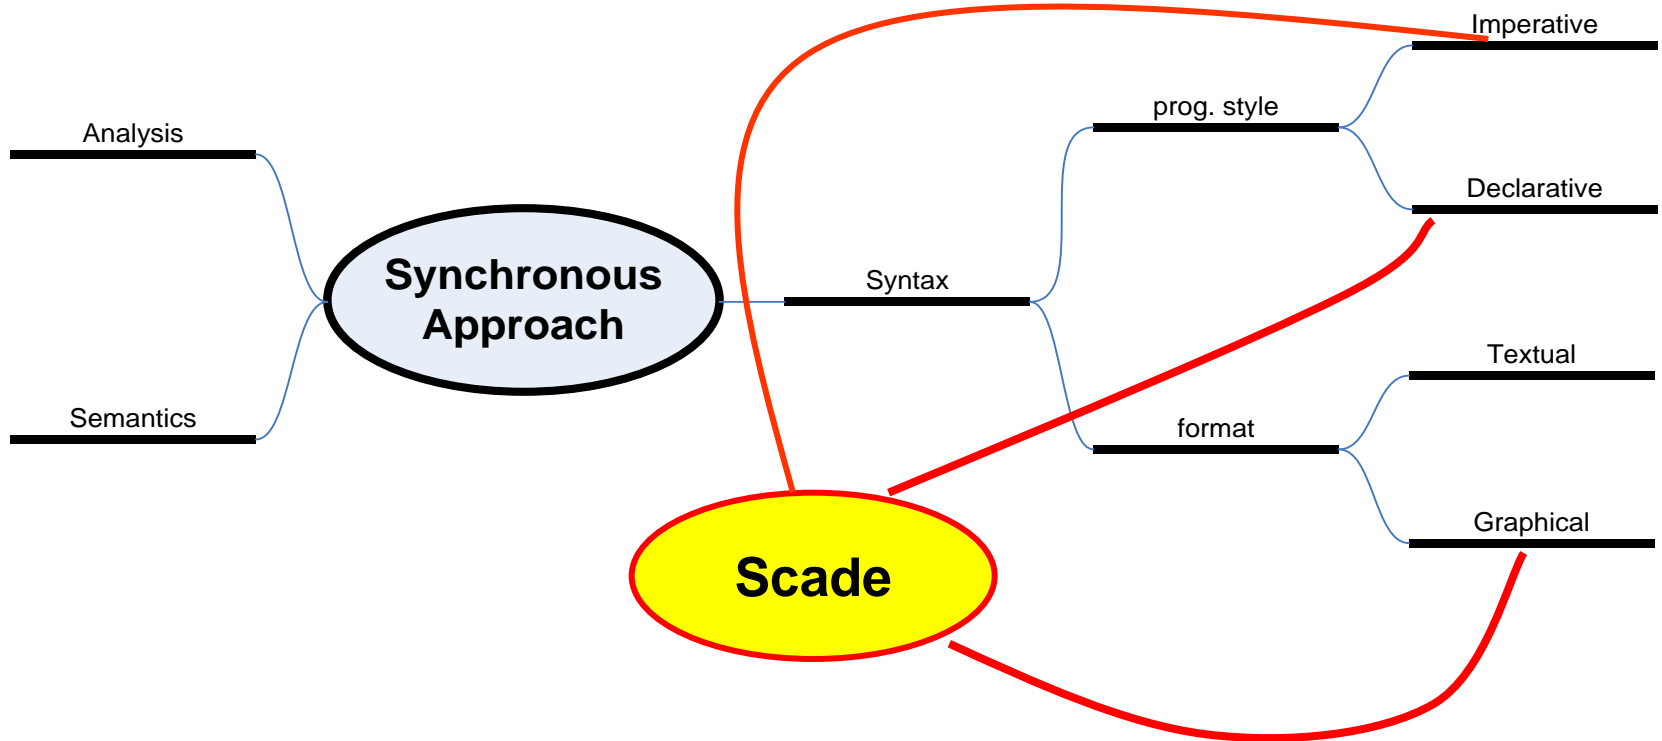 Imperative
Analysis
prog. style
Declarative
Synchronous
Approach
Syntax
Textual
Semantics
format
Graphical
Scade